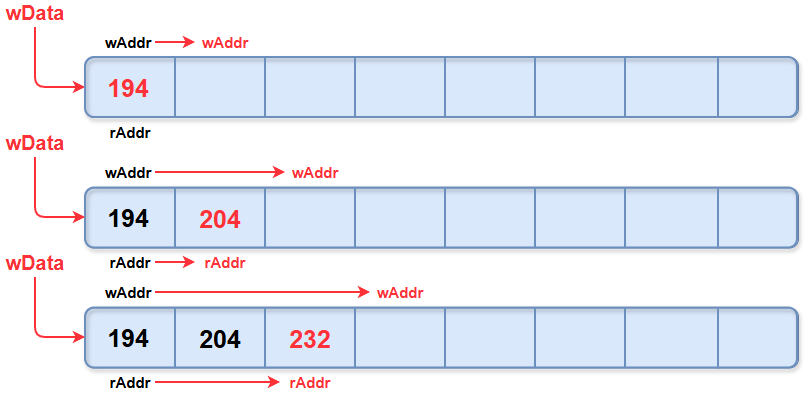 wData
wAddr wAddr
194
rAddr
wData
wAddr wAddr
194 204
rAddr rAddr
wData
wAddr wAddr
194 204 232
rAddr rAddr